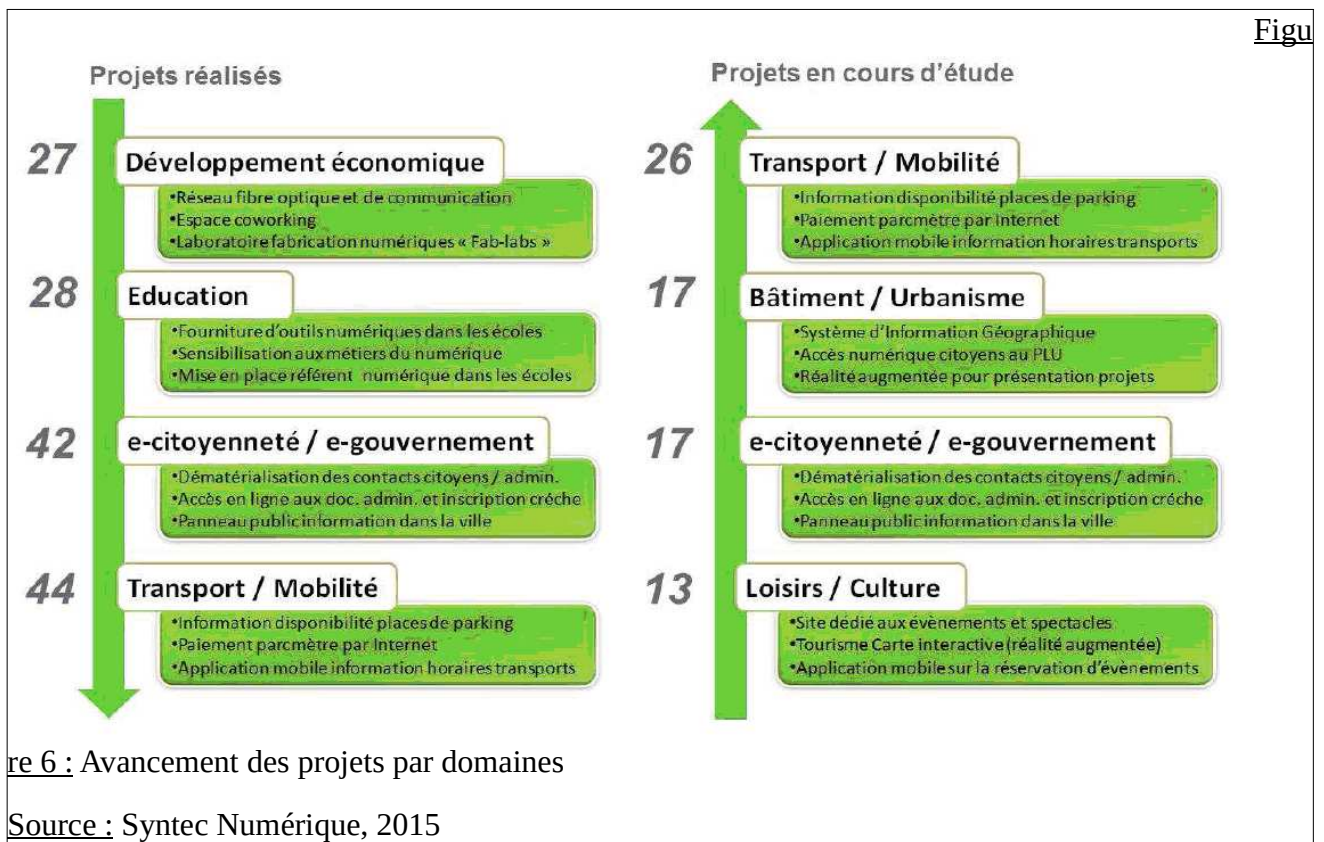 Figu
Projets réalisés
27
Développement économique
•Réseau fibre optique et de communication
•Espace coworking
•Laboratoire fabrication numériques « Fab-labs »
28
Education
•Fourniture d'outils numériques dans les écoles
•Sensibilisation aux métiers du numérique
•Mise en place référent numérique dans les écoles
42
e-citoyenneté / e-gouvernement
•Dématérialisation des contacts citoyens / admin.
•Accès en ligne aux doc. admin. et inscription créche
•Panneau public information dans la ville
44
Transport / Mobilité
•Information disponibilité places de parking
•Paiement parcmètre par Internet
•Application mobile information horaires transports
Projets en cours d'étude
26
Transport / Mobilité
•Information disponibilité places de parking
•Paiement parcmètre par Internet
•Application mobile information horaires transports
17
Bâtiment / Urbanisme
•Système d'Information Géographique
•Accès numérique citoyens au PLU
•Réalité augmentée pour présentation projets
17
e-citoyenneté / e-gouvernement
•Dématérialisation des contacts citoyens / admin.
•Accès en ligne aux doc. admin. et inscription créche
•Panneau public information dans la ville
13
Loisirs / Culture
•Site dédié aux évènements et spectacles
•Tourisme Carte interactive (réalité augmentée)
•Application mobile sur la réservation d'évènements
re 6 : Avancement des projets par domaines
Source : Syntec Numérique, 2015